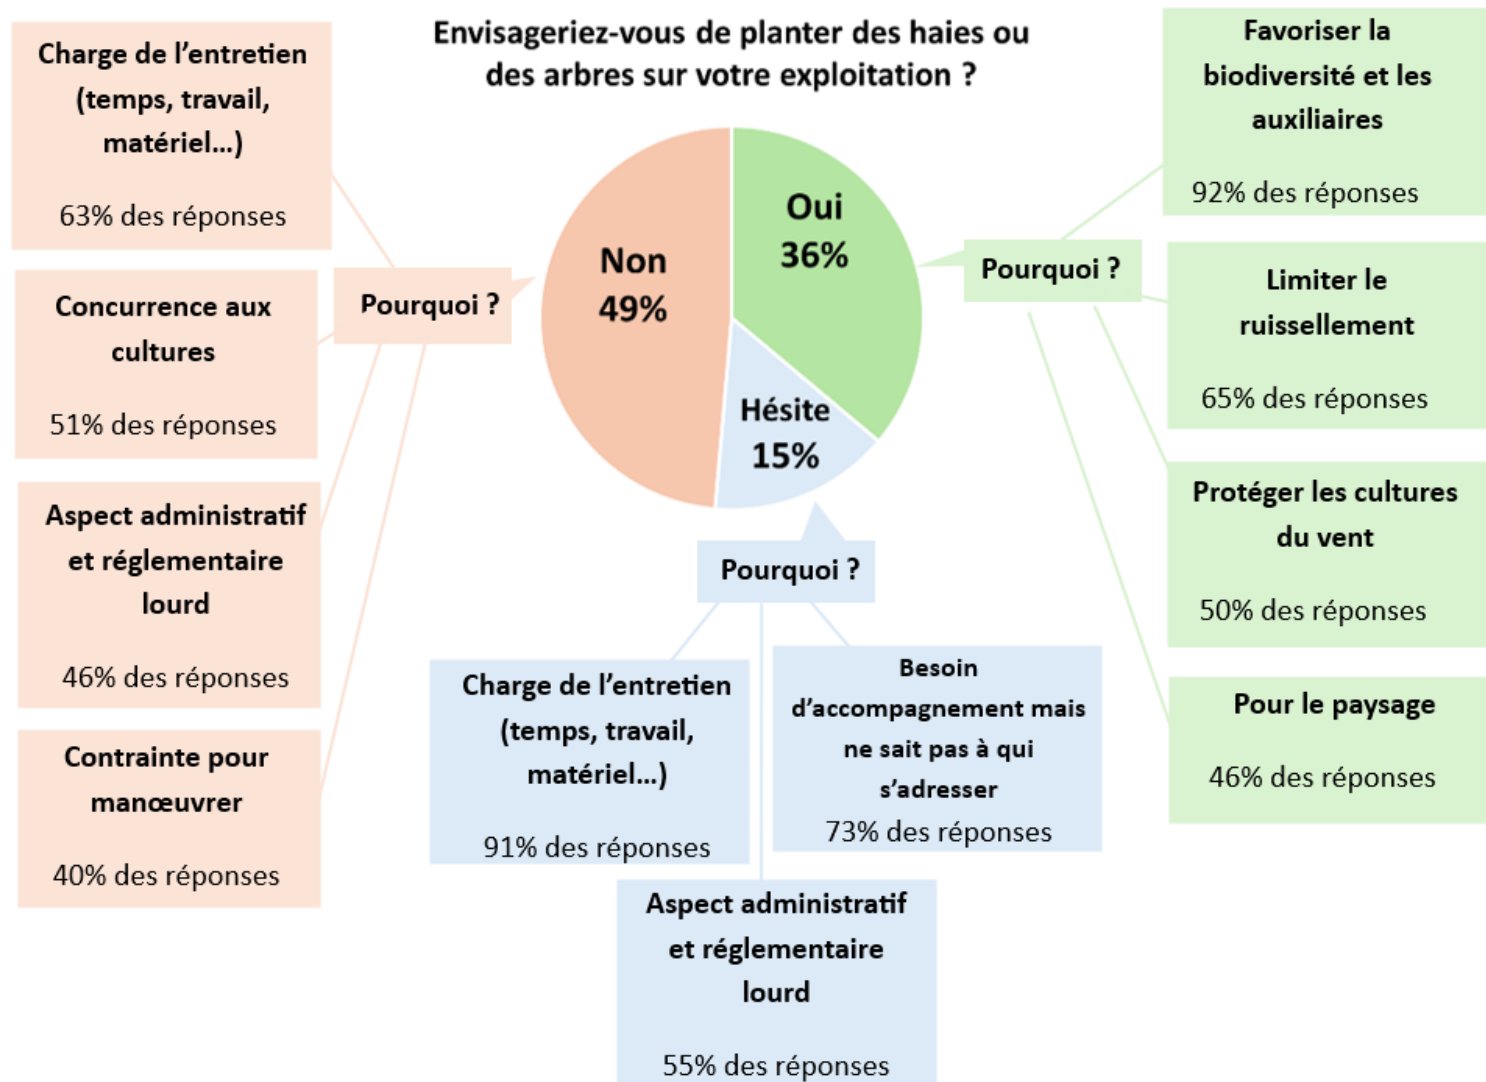 Envisageriez-vous de planter des haies ou
des arbres sur votre exploitation ?
Charge de l’entretien
(temps, travail,
matériel…)
63% des réponses
Concurrence aux
cultures
51% des réponses
Aspect administratif
et réglementaire
lourd
46% des réponses
Contrainte pour
manœuvrer
40% des réponses
Pourquoi ?
Non
49%
Oui
36%
Hésite
15%
Pourquoi ?
Favoriser la
biodiversité et les
auxiliaires
92% des réponses
Limiter le
ruissellement
65% des réponses
Protéger les cultures
du vent
50% des réponses
Pour le paysage
46% des réponses
Pourquoi ?
Charge de l’entretien
(temps, travail,
matériel…)
91% des réponses
Besoin
d’accompagnement mais
ne sait pas à qui
s’adresser
73% des réponses
Aspect administratif
et réglementaire
lourd
55% des réponses